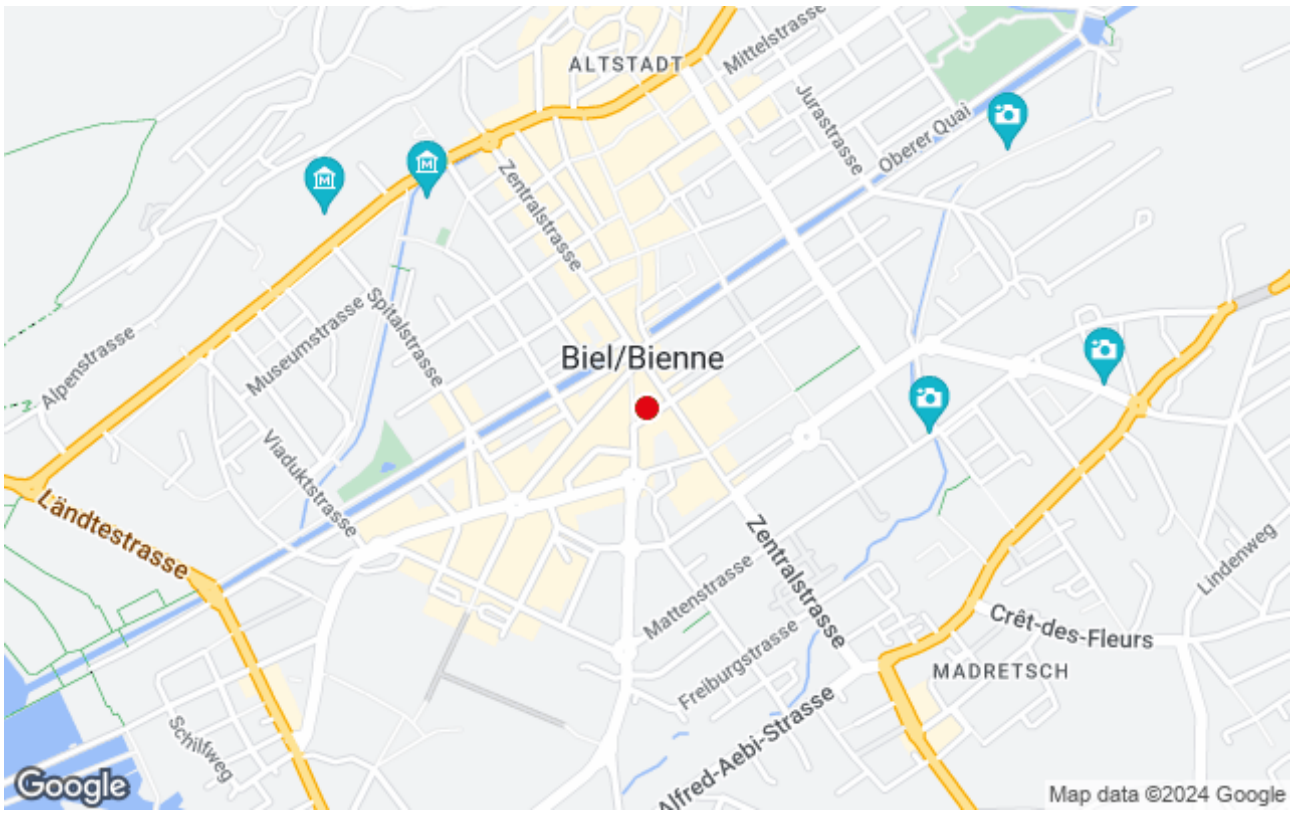 Mittelstrasse
ALTSTADT
Jurastrasse
Oberer Quai
M
M
Zentralstrasse
Spitalstrasse
Museumstrasse
Alpenstrasse
Biel/Bienne
Viaduktstrasse
Ländtestrasse
Zentralstrasse
Lindenweg
Mattenstrasse
Crêt-des-Fleurs
Freiburgstrasse
MADRETSCH
Schilfweg
Alfred-Aebi-Strasse
Google
Map data ©2024 Google